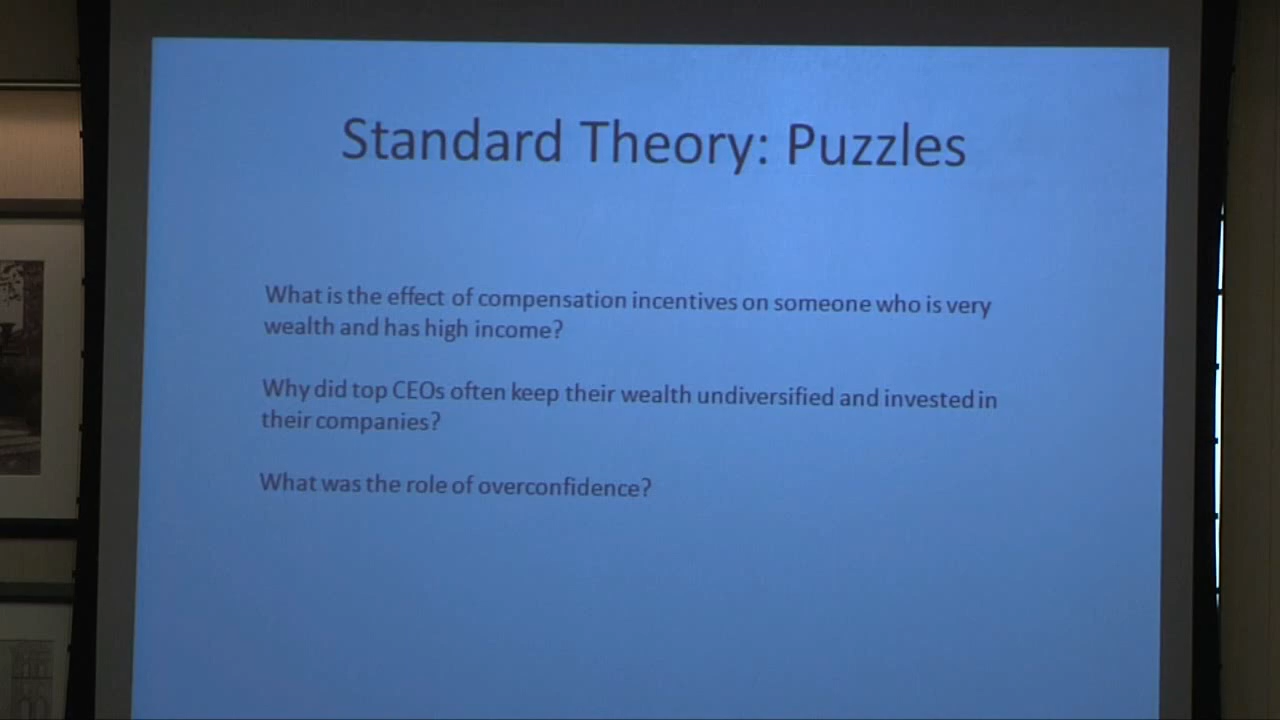 Standard Theory: Puzzles
What is the effect of compensation incentives on someone who is very
wealth and has high income?
Why did top CEOs often keep their wealth undiversified and invested in
their companies?
What was the role of overconfidence?